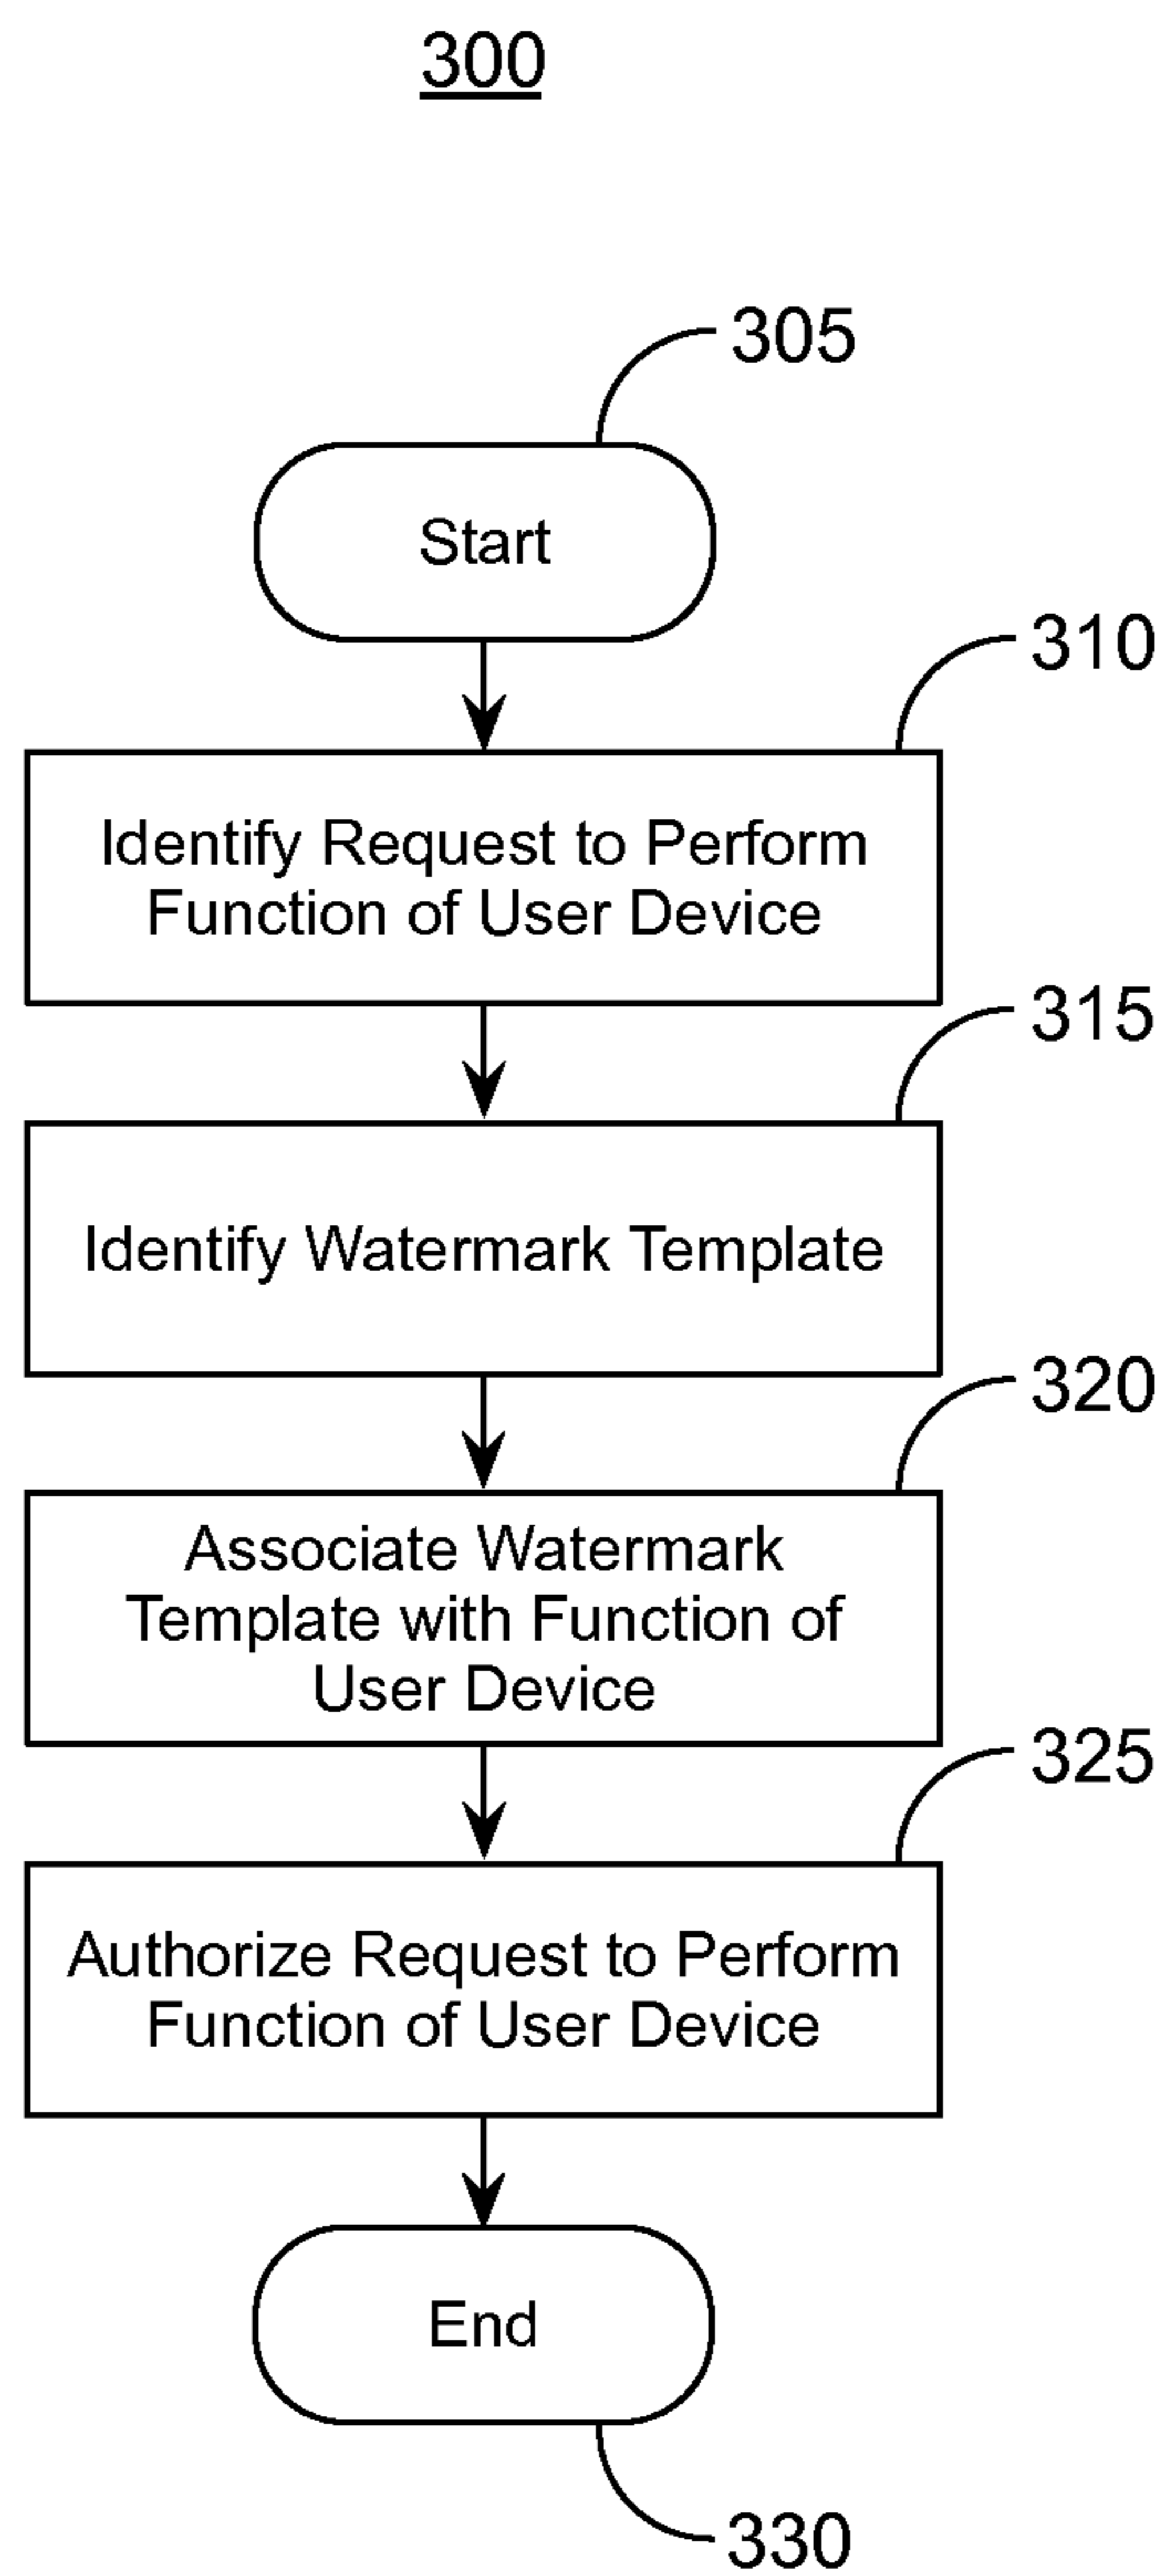 300
305
Start
310
Identify Request to Perform
Function of User Device
315
Identify Watermark Template
320
Associate Watermark
Template with Function of
User Device
325
Authorize Request to Perform
Function of User Device
End
330